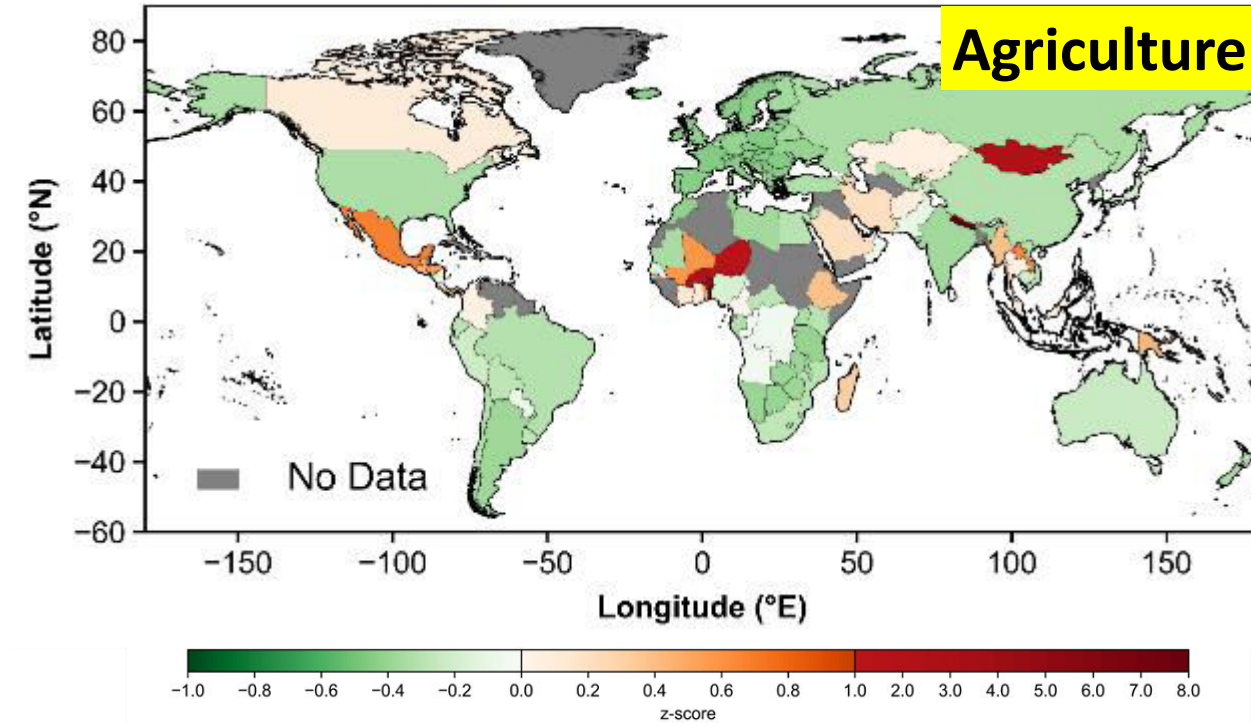 Agriculture
80
60
40
20
0
−20
−40
−60
Latitude (°N)
No Data
−150 −100 −50 0 50 100 150
Longitude (°E)
−1.0 −0.8 −0.6 −0.4 −0.2 0.0 0.2 0.4 0.6 0.8 1.0 2.0 3.0 4.0 5.0 6.0 7.0 8.0
z-score